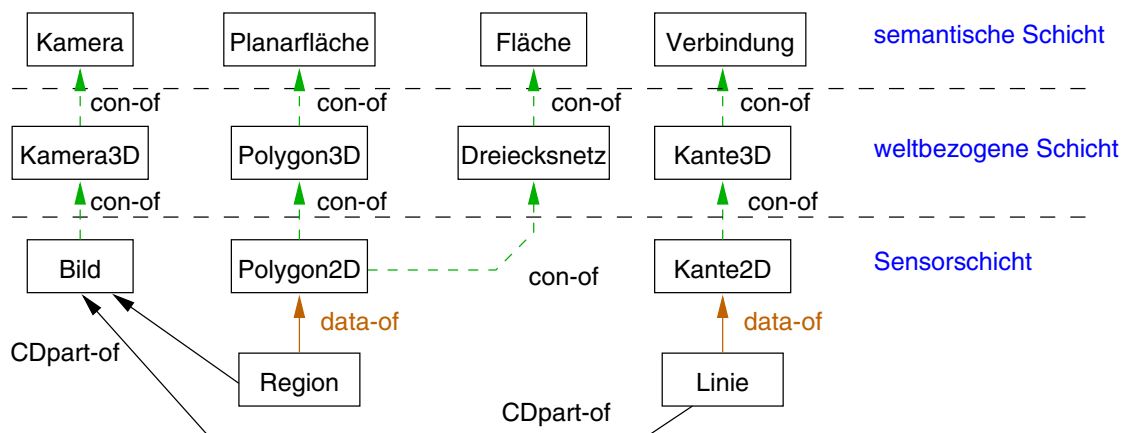 Kamera Planarfläche Fläche Verbindung semantische Schicht
con-of con-of con-of con-of
Kamera3D Polygon3D Dreiecksnetz Kante3D weltbezogene Schicht
con-of con-of con-of
Bild Polygon2D Kante2D Sensorschicht
con-of
data-of data-of
CDpart-of
Region Linie
CDpart-of